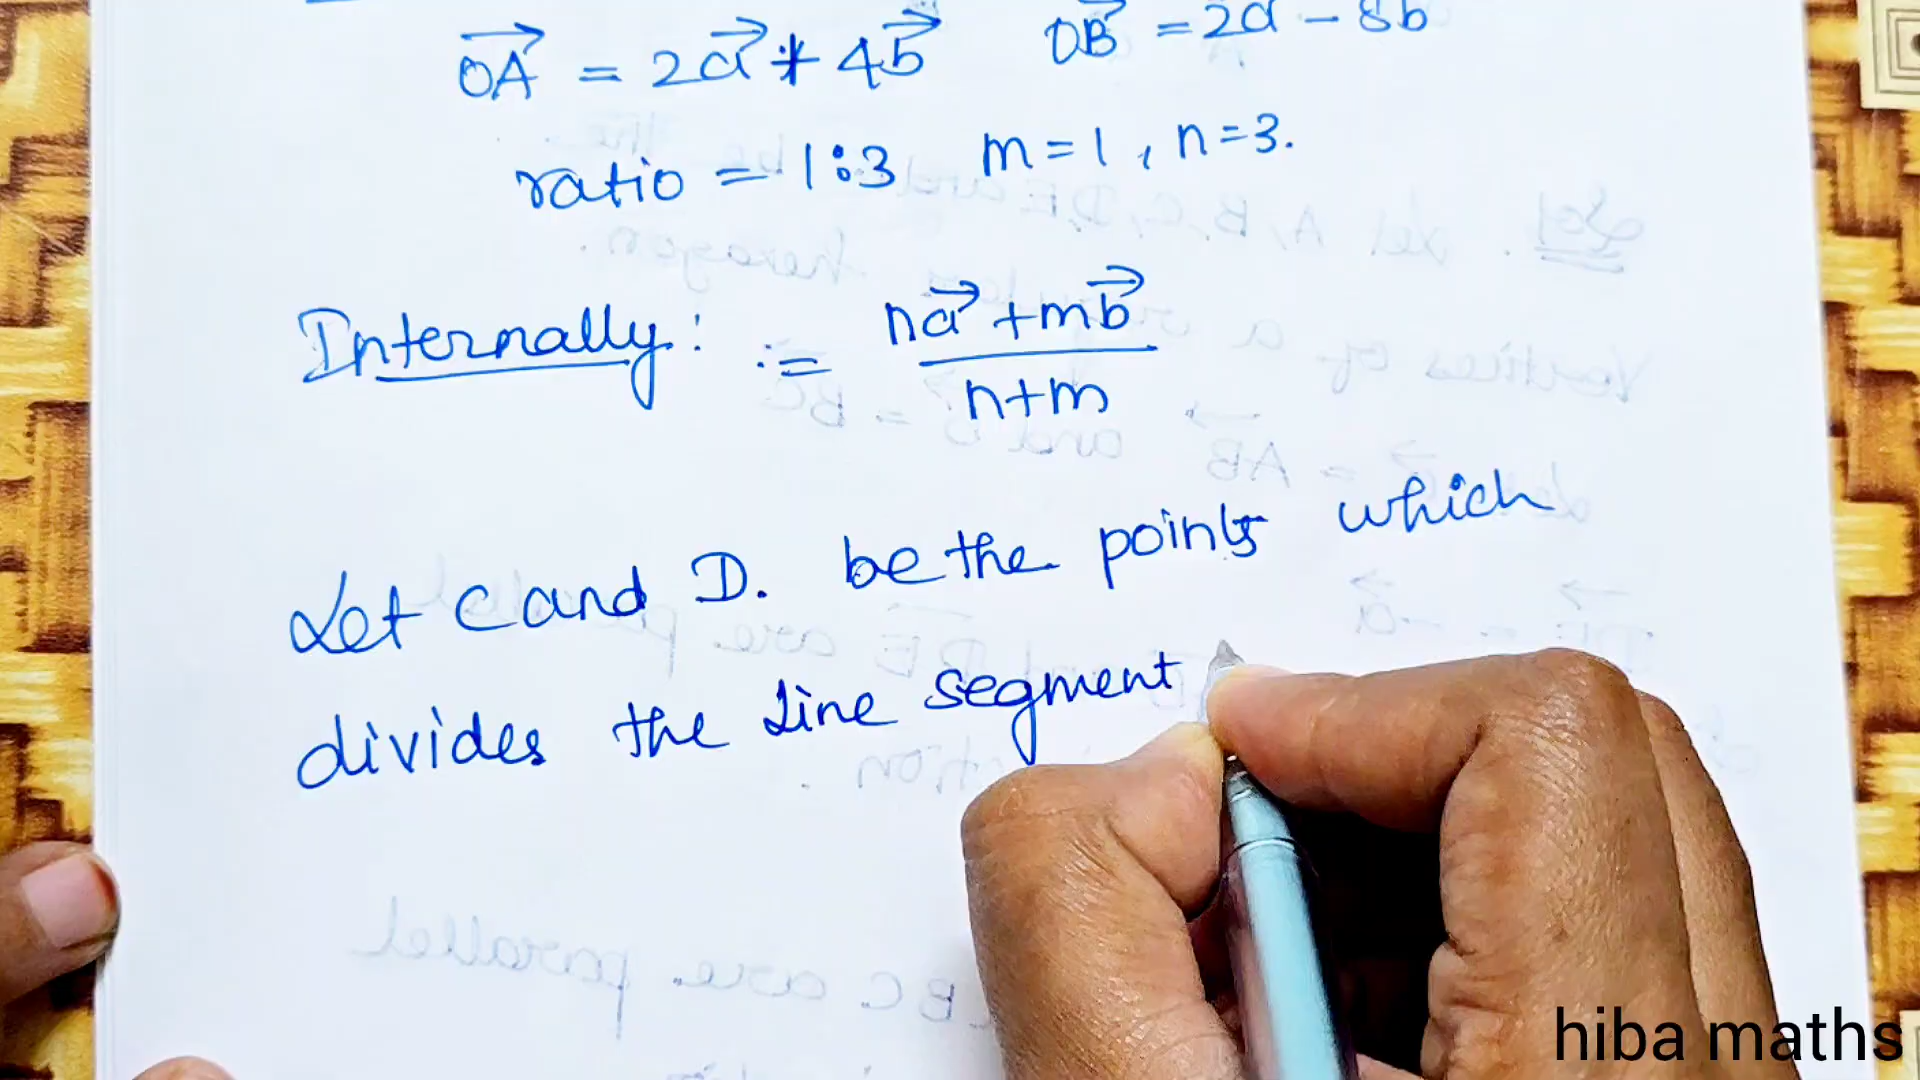 OA = 2a + 4b OB = 2a - 8b
ratio = 1:3 m = 1, n = 3.
Internally: := na + mb / n+m
Let C and D. be the points which
divides the line segment
hiba maths